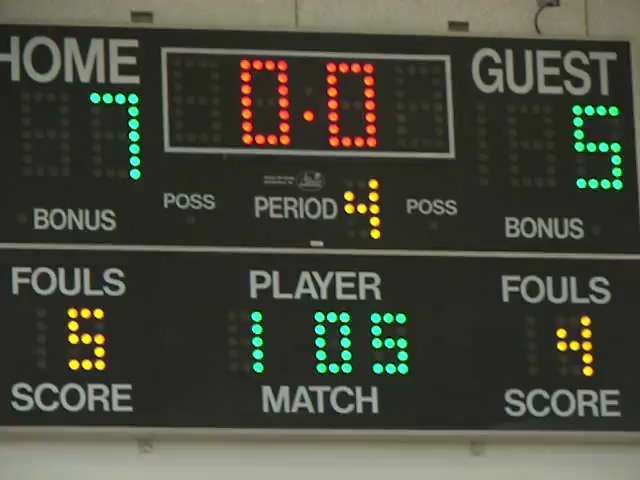 HOME 0.0 GUEST
7 5
POSS PERIOD 4 POSS
BONUS BONUS
FOULS PLAYER FOULS
5 1 05 4
SCORE MATCH SCORE